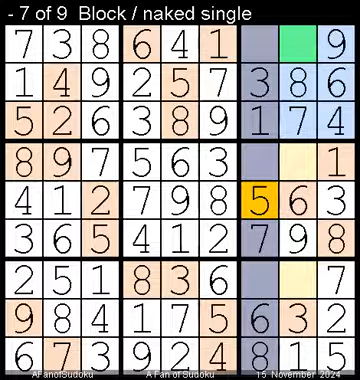 - 7 of 9 Block / naked single
7 3 8 6 4 1 9
1 4 9 2 5 7 3 8 6
5 2 6 3 8 9 1 7 4
8 9 7 5 6 3 1
4 1 2 7 9 8 5 6 3
3 6 5 4 1 2 7 9 8
2 5 1 8 3 6 7
9 8 4 1 7 5 6 3 2
6 7 3 9 2 4 8 1 5
AFanofSudoku A Fan of Sudoku 15 November 2024